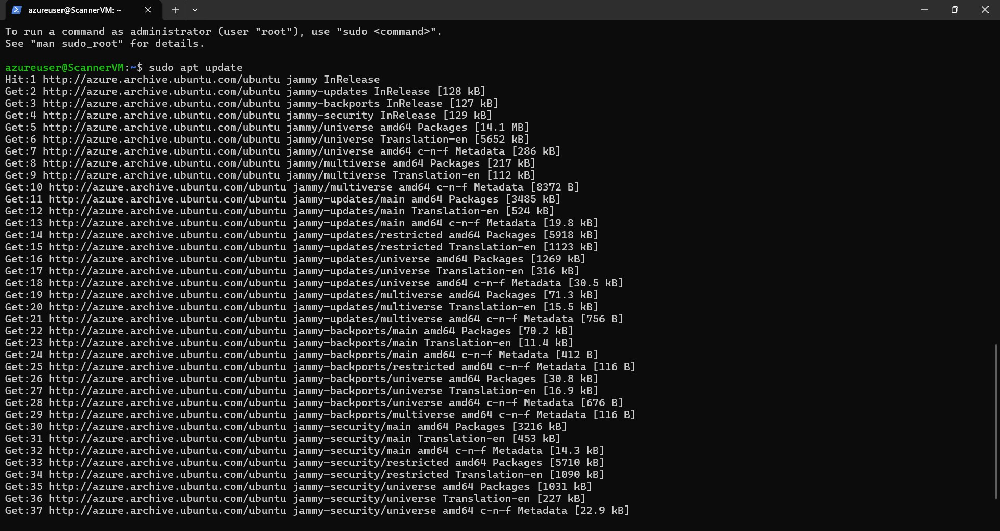 azureuser@ScannerVM: ~
To run a command as administrator (user "root"), use "sudo <command>".
See "man sudo_root" for details.
azureuser@ScannerVM:~$ sudo apt update
Hit:1 http://azure.archive.ubuntu.com/ubuntu jammy InRelease
Get:2 http://azure.archive.ubuntu.com/ubuntu jammy-updates InRelease [128 kB]
Get:3 http://azure.archive.ubuntu.com/ubuntu jammy-backports InRelease [127 kB]
Get:4 http://azure.archive.ubuntu.com/ubuntu jammy-security InRelease [129 kB]
Get:5 http://azure.archive.ubuntu.com/ubuntu jammy/universe amd64 Packages [14.1 MB]
Get:6 http://azure.archive.ubuntu.com/ubuntu jammy/universe Translation-en [5652 kB]
Get:7 http://azure.archive.ubuntu.com/ubuntu jammy/universe amd64 c-n-f Metadata [286 kB]
Get:8 http://azure.archive.ubuntu.com/ubuntu jammy/multiverse amd64 Packages [217 kB]
Get:9 http://azure.archive.ubuntu.com/ubuntu jammy/multiverse Translation-en [112 kB]
Get:10 http://azure.archive.ubuntu.com/ubuntu jammy/multiverse amd64 c-n-f Metadata [8372 B]
Get:11 http://azure.archive.ubuntu.com/ubuntu jammy-updates/main amd64 Packages [3485 kB]
Get:12 http://azure.archive.ubuntu.com/ubuntu jammy-updates/main Translation-en [524 kB]
Get:13 http://azure.archive.ubuntu.com/ubuntu jammy-updates/main amd64 c-n-f Metadata [19.8 kB]
Get:14 http://azure.archive.ubuntu.com/ubuntu jammy-updates/restricted amd64 Packages [5918 kB]
Get:15 http://azure.archive.ubuntu.com/ubuntu jammy-updates/restricted Translation-en [1123 kB]
Get:16 http://azure.archive.ubuntu.com/ubuntu jammy-updates/universe amd64 Packages [1269 kB]
Get:17 http://azure.archive.ubuntu.com/ubuntu jammy-updates/universe Translation-en [316 kB]
Get:18 http://azure.archive.ubuntu.com/ubuntu jammy-updates/universe amd64 c-n-f Metadata [30.5 kB]
Get:19 http://azure.archive.ubuntu.com/ubuntu jammy-updates/multiverse amd64 Packages [71.3 kB]
Get:20 http://azure.archive.ubuntu.com/ubuntu jammy-updates/multiverse Translation-en [15.5 kB]
Get:21 http://azure.archive.ubuntu.com/ubuntu jammy-updates/multiverse amd64 c-n-f Metadata [756 B]
Get:22 http://azure.archive.ubuntu.com/ubuntu jammy-backports/main amd64 Packages [70.2 kB]
Get:23 http://azure.archive.ubuntu.com/ubuntu jammy-backports/main Translation-en [11.4 kB]
Get:24 http://azure.archive.ubuntu.com/ubuntu jammy-backports/main amd64 c-n-f Metadata [412 B]
Get:25 http://azure.archive.ubuntu.com/ubuntu jammy-backports/restricted amd64 c-n-f Metadata [116 B]
Get:26 http://azure.archive.ubuntu.com/ubuntu jammy-backports/universe amd64 Packages [30.8 kB]
Get:27 http://azure.archive.ubuntu.com/ubuntu jammy-backports/universe Translation-en [16.9 kB]
Get:28 http://azure.archive.ubuntu.com/ubuntu jammy-backports/universe amd64 c-n-f Metadata [676 B]
Get:29 http://azure.archive.ubuntu.com/ubuntu jammy-backports/multiverse amd64 c-n-f Metadata [116 B]
Get:30 http://azure.archive.ubuntu.com/ubuntu jammy-security/main amd64 Packages [3216 kB]
Get:31 http://azure.archive.ubuntu.com/ubuntu jammy-security/main Translation-en [453 kB]
Get:32 http://azure.archive.ubuntu.com/ubuntu jammy-security/main amd64 c-n-f Metadata [14.3 kB]
Get:33 http://azure.archive.ubuntu.com/ubuntu jammy-security/restricted amd64 Packages [5710 kB]
Get:34 http://azure.archive.ubuntu.com/ubuntu jammy-security/restricted Translation-en [1090 kB]
Get:35 http://azure.archive.ubuntu.com/ubuntu jammy-security/universe amd64 Packages [1031 kB]
Get:36 http://azure.archive.ubuntu.com/ubuntu jammy-security/universe Translation-en [227 kB]
Get:37 http://azure.archive.ubuntu.com/ubuntu jammy-security/universe amd64 c-n-f Metadata [22.9 kB]